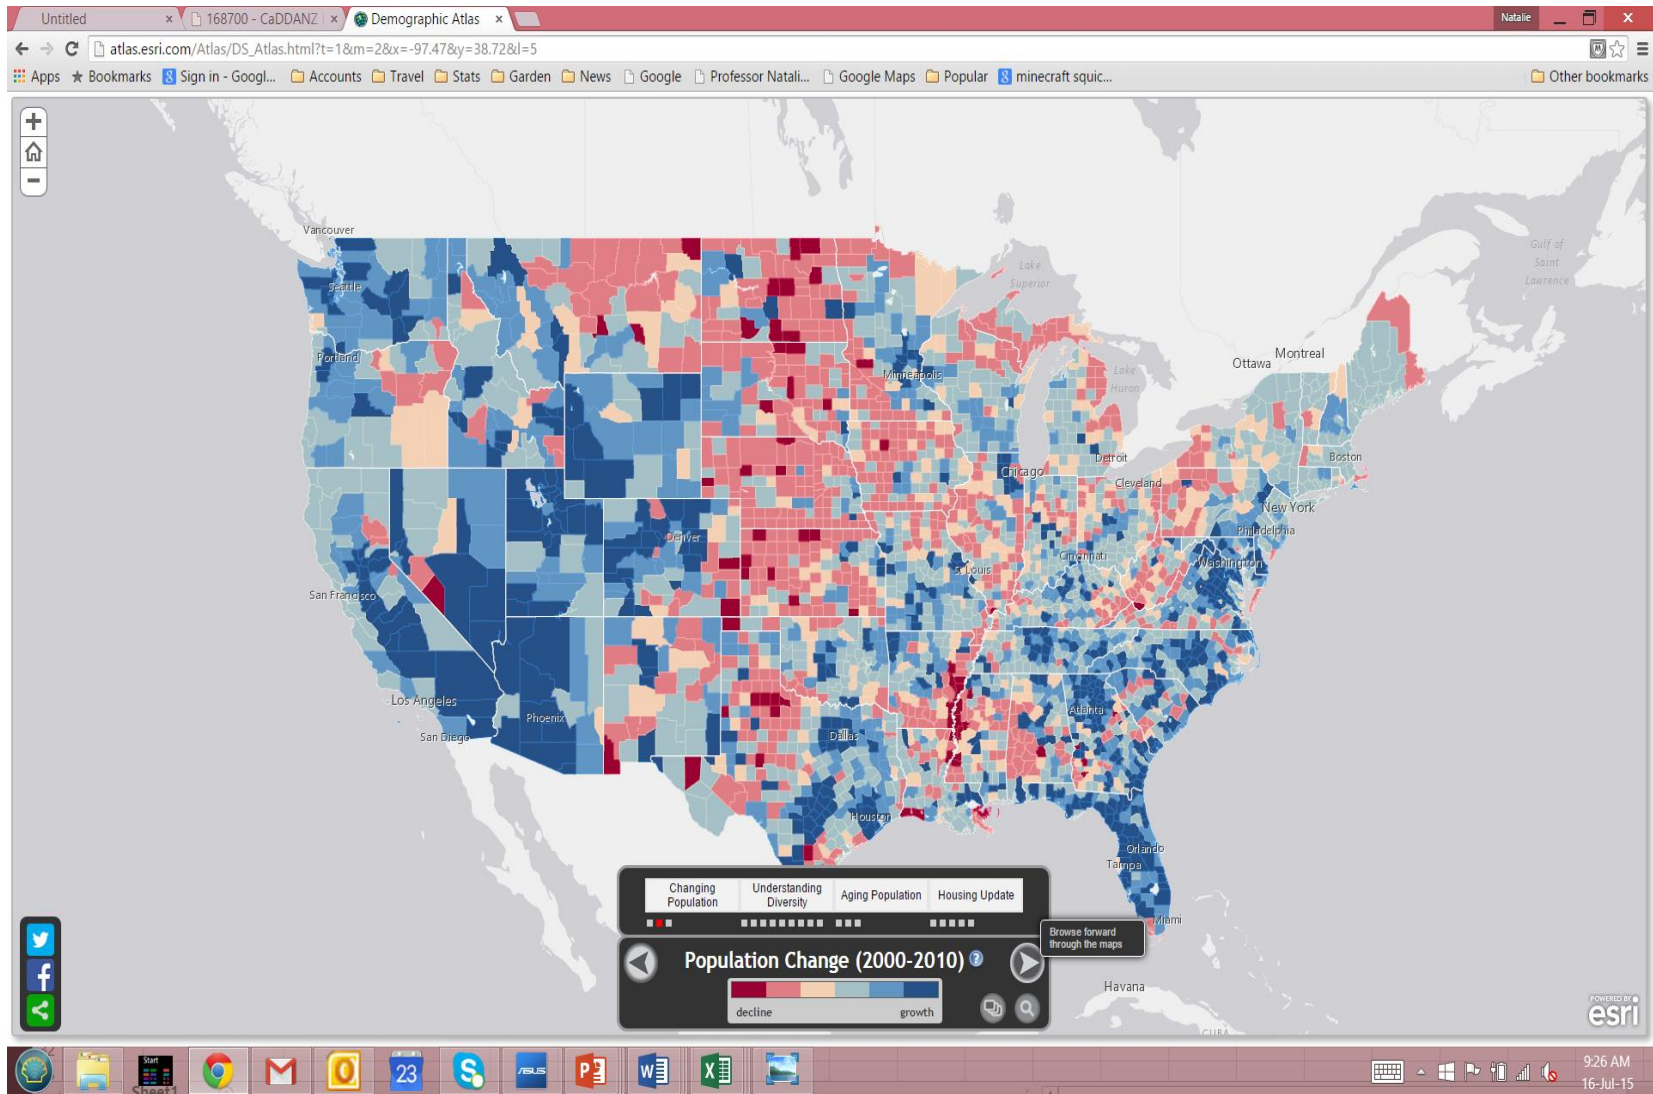 Untitled
168700 - CaDDANZ
Demographic Atlas
Natalie
atlas.esri.com/Atlas/DS_Atlas.html?t=1&m=2&x=-97.47&y=38.72&l=5
Apps
Bookmarks
Sign in - Googl...
Accounts
Travel
Stats
Garden
News
Google
Professor Natali...
Google Maps
Popular
minecraft squic...
Other bookmarks
+
−
Vancouver
Seattle
Portland
San Francisco
Los Angeles
San Diego
Phoenix
Denver
Dallas
Houston
Minneapolis
Chicago
Detroit
Cleveland
Cincinnati
St. Louis
Atlanta
Orlando
Tampa
Miami
Havana
CUBA
Washington
Philadelphia
New York
Boston
Ottawa
Montreal
Lake
Superior
Lake
Huron
Gulf of
Saint
Lawrence
Changing
Population
Understanding
Diversity
Aging Population
Housing Update
Browse forward
through the maps
Population Change (2000-2010)
?
decline
growth
POWERED BY
esri
Start
Sheet1
23
9:26 AM
16-Jul-15